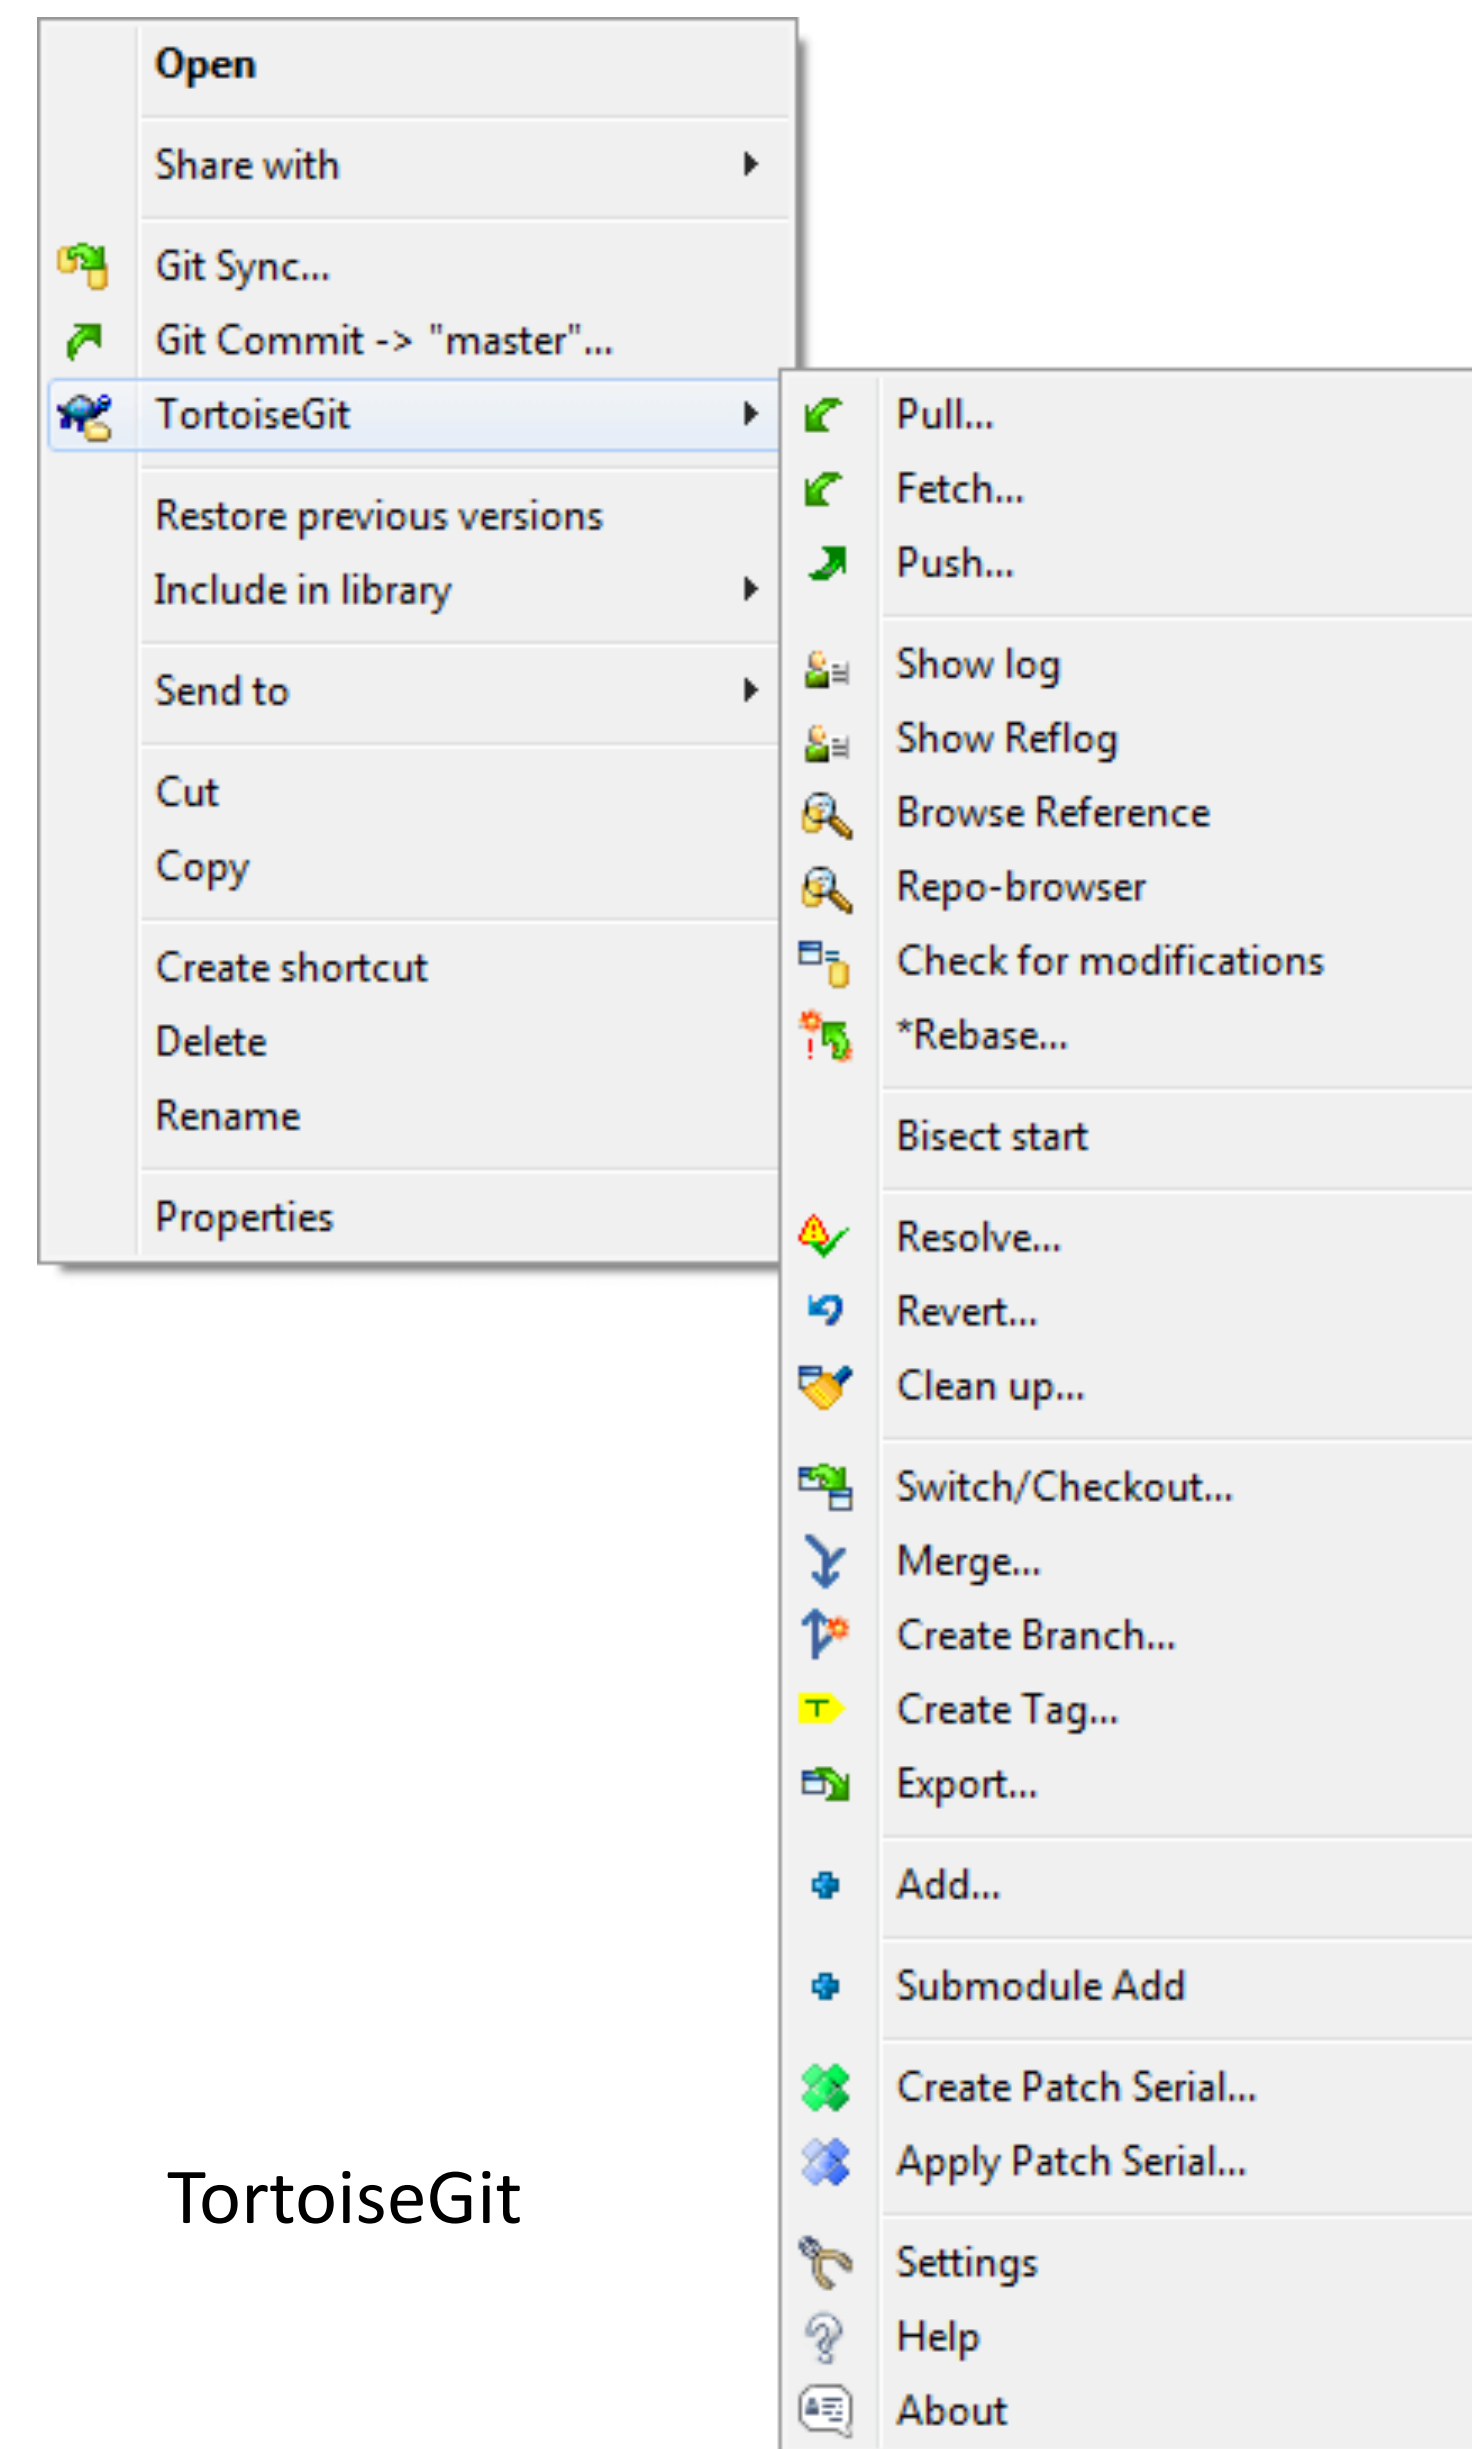 Open
Share with
Git Sync...
Git Commit -> "master"...
TortoiseGit
Restore previous versions
Include in library
Send to
Cut
Copy
Create shortcut
Delete
Rename
Properties
Pull...
Fetch...
Push...
Show log
Show Reflog
Browse Reference
Repo-browser
Check for modifications
*Rebase...
Bisect start
Resolve...
Revert...
Clean up...
Switch/Checkout...
Merge...
Create Branch...
Create Tag...
Export...
Add...
Submodule Add
Create Patch Serial...
Apply Patch Serial...
Settings
Help
About
TortoiseGit